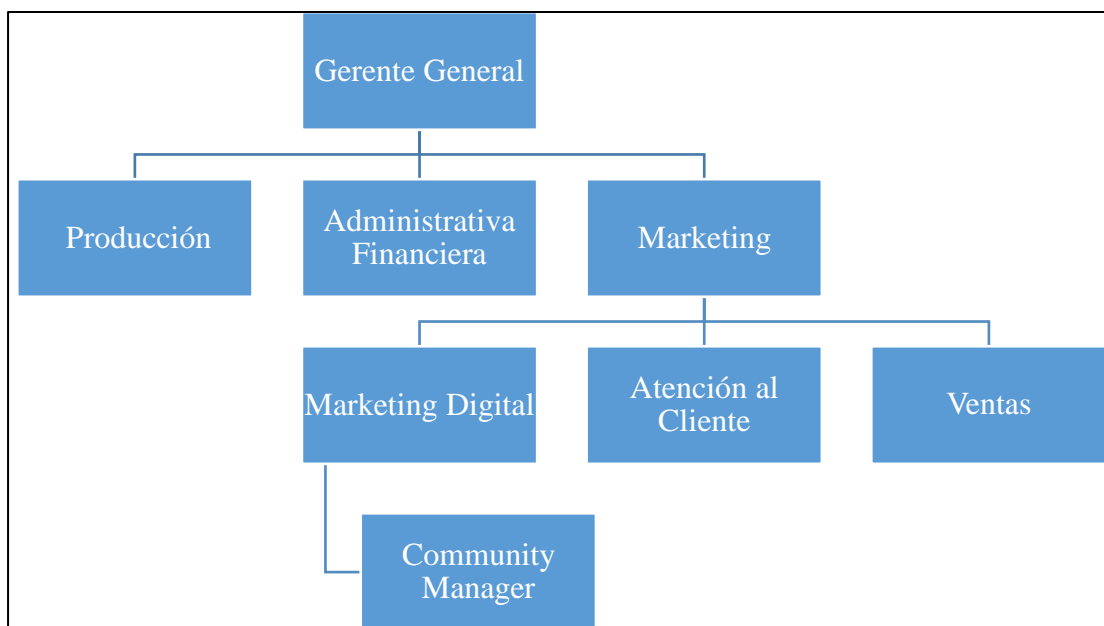 Gerente General
Producción
Administrativa
Financiera
Marketing
Marketing Digital
Atención al
Cliente
Ventas
Community
Manager